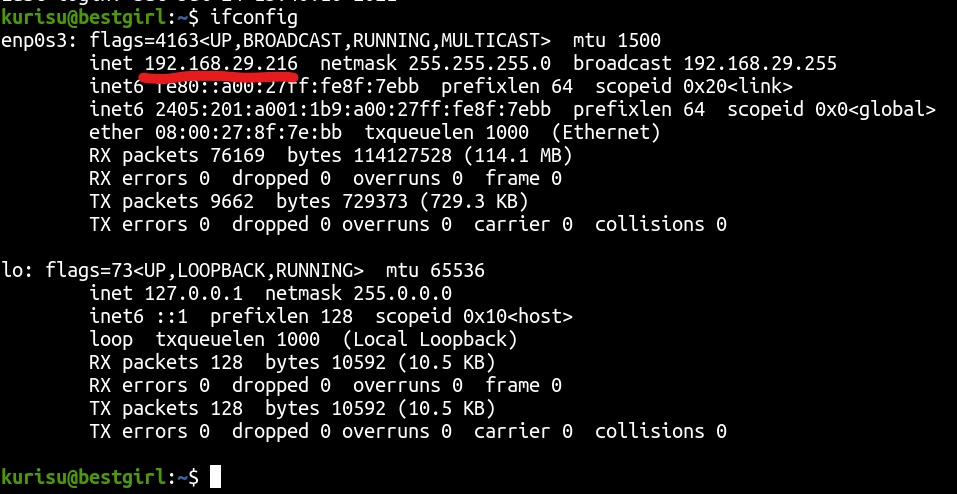 kurisu@bestgirl:~$ ifconfig
enp0s3: flags=4163<UP,BROADCAST,RUNNING,MULTICAST>  mtu 1500
        inet 192.168.29.216  netmask 255.255.255.0  broadcast 192.168.29.255
        inet6 fe80::a00:27ff:fe8f:7ebb  prefixlen 64  scopeid 0x20<link>
        inet6 2405:201:a001:1b9:a00:27ff:fe8f:7ebb  prefixlen 64  scopeid 0x0<global>
        ether 08:00:27:8f:7e:bb  txqueuelen 1000  (Ethernet)
        RX packets 76169  bytes 114127528 (114.1 MB)
        RX errors 0  dropped 0  overruns 0  frame 0
        TX packets 9662  bytes 729373 (729.3 KB)
        TX errors 0  dropped 0 overruns 0  carrier 0  collisions 0

lo: flags=73<UP,LOOPBACK,RUNNING>  mtu 65536
        inet 127.0.0.1  netmask 255.0.0.0
        inet6 ::1  prefixlen 128  scopeid 0x10<host>
        loop  txqueuelen 1000  (Local Loopback)
        RX packets 128  bytes 10592 (10.5 KB)
        RX errors 0  dropped 0  overruns 0  frame 0
        TX packets 128  bytes 10592 (10.5 KB)
        TX errors 0  dropped 0 overruns 0  carrier 0  collisions 0

kurisu@bestgirl:~$